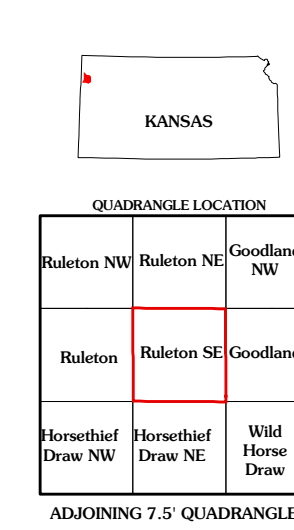 KANSAS
QUADRANGLE LOCATION
Ruleton NW
Ruleton NE
Goodland
NW
Ruleton
Ruleton SE
Goodland
Horsethief
Draw NW
Horsethief
Draw NE
Wild
Horse
Draw
ADJOINING 7.5' QUADRANGLE